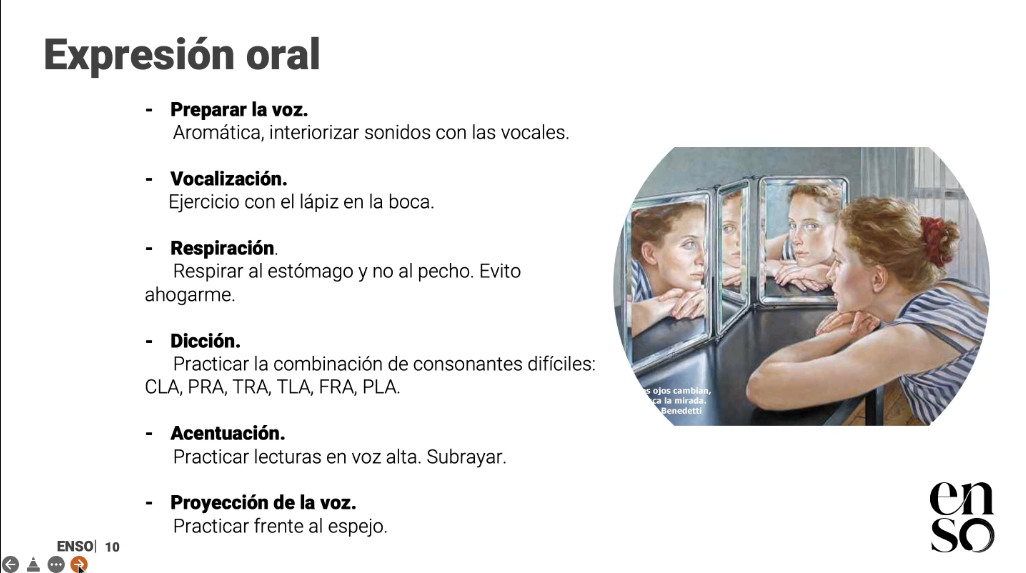 Expresión oral
- Preparar la voz.
Aromática, interiorizar sonidos con las vocales.
- Vocalización.
Ejercicio con el lápiz en la boca.
- Respiración.
Respirar al estómago y no al pecho. Evito
ahogarme.
- Dicción.
Practicar la combinación de consonantes difíciles:
CLA, PRA, TRA, TLA, FRA, PLA.
- Acentuación.
Practicar lecturas en voz alta. Subrayar.
- Proyección de la voz.
Practicar frente al espejo.
ojos cambian,
la mirada.
Benedetti
en
so
ENSO| 10